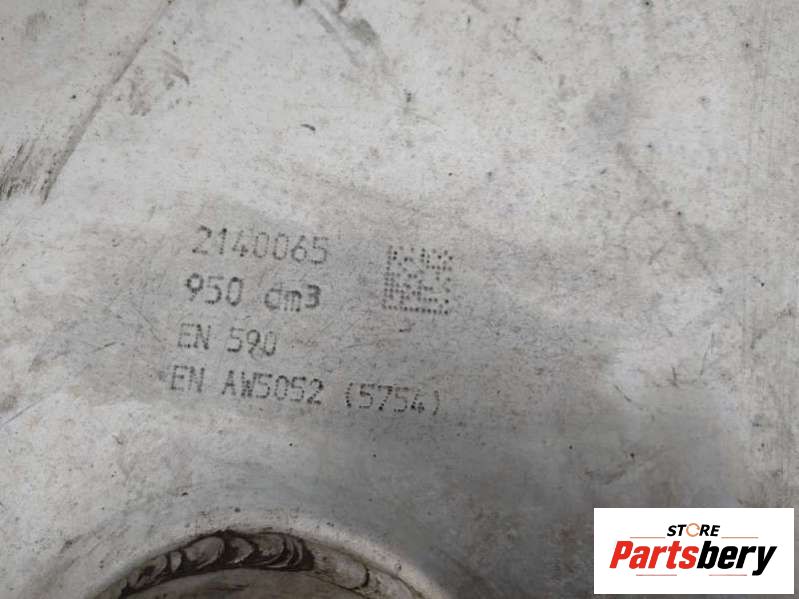 2140065
950 dm3
EN 590
EN AW5052 (5754)
STORE
Partsbery